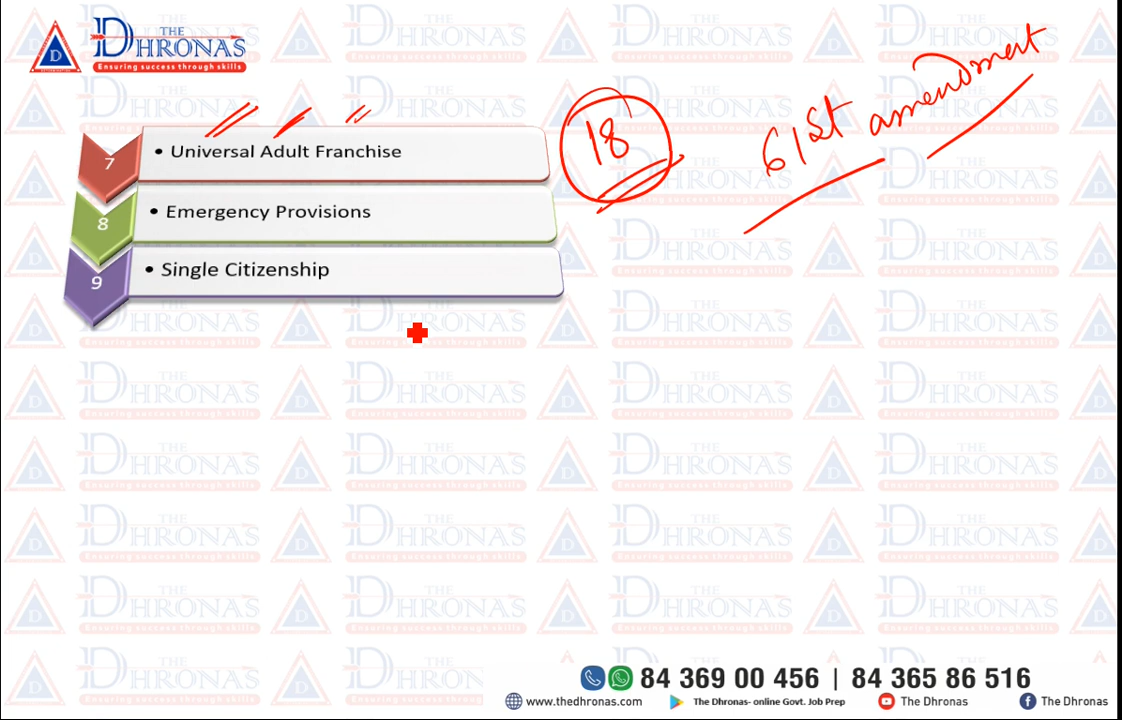 THE
DHRONAS
Ensuring success through skills
7 • Universal Adult Franchise
18
61st amendment
8 • Emergency Provisions
9 • Single Citizenship
84 369 00 456 | 84 365 86 516
www.thedhronas.com The Dhronas- online Govt. Job Prep The Dhronas The Dhronas